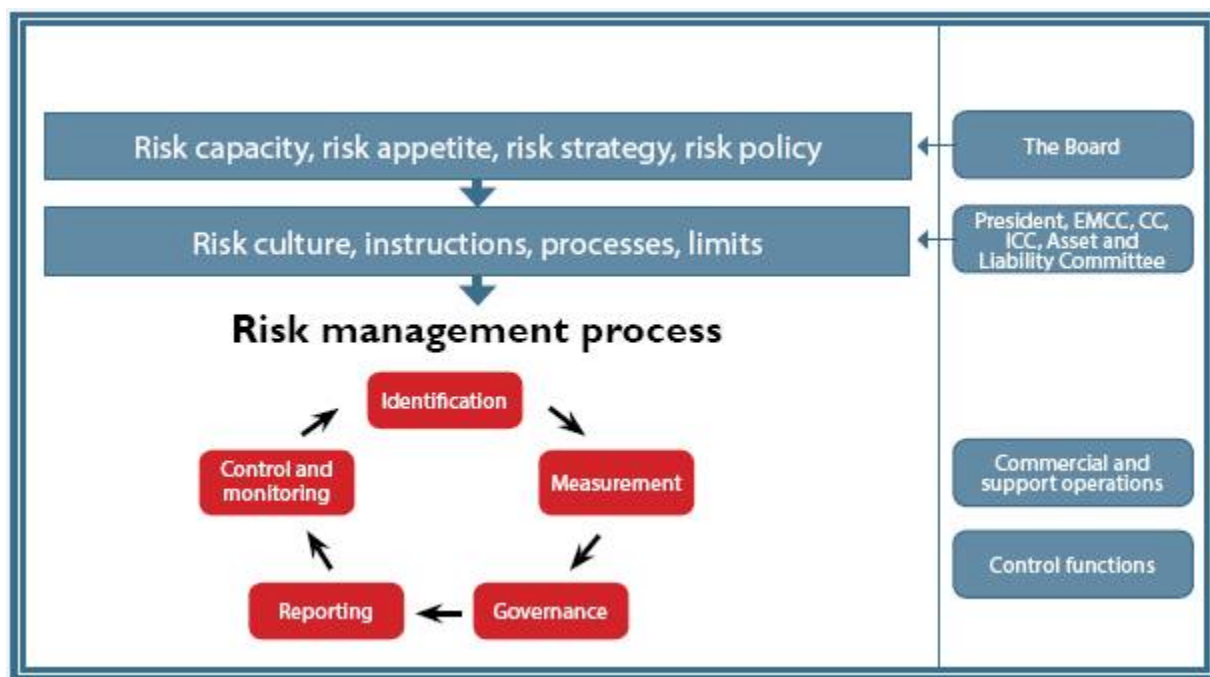 Risk capacity, risk appetite, risk strategy, risk policy
The Board
Risk culture, instructions, processes, limits
President, EMCC, CC,
ICC, Asset and
Liability Committee
Risk management process
Identification
Measurement
Governance
Reporting
Control and
monitoring
Commercial and
support operations
Control functions